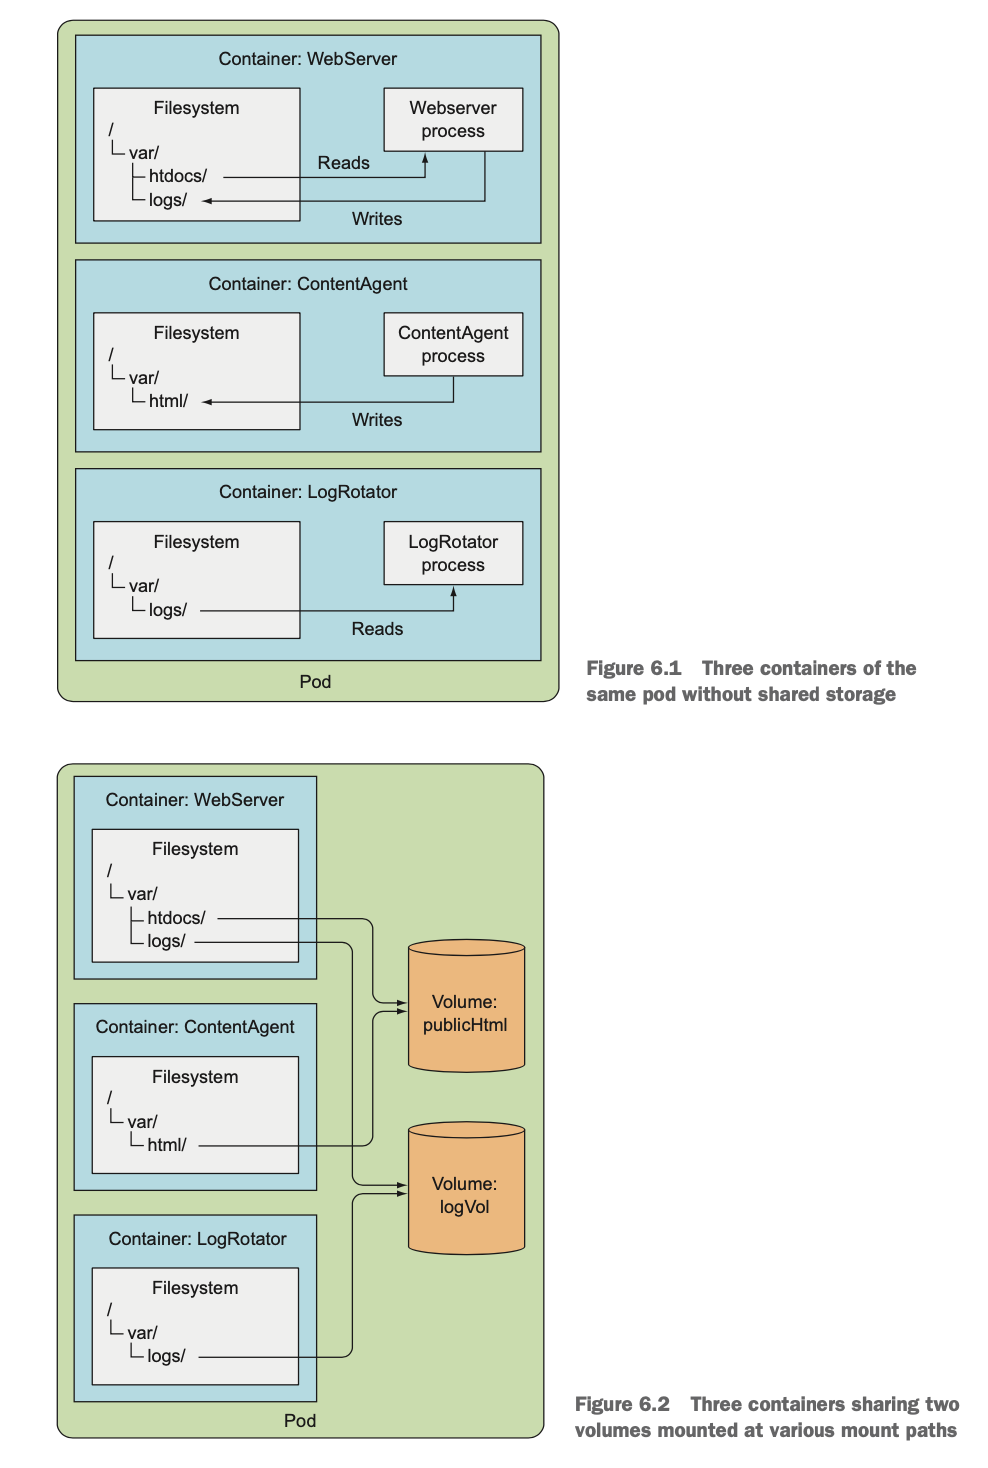 Container: WebServer
Filesystem
/
var/
htdocs/
logs/
Webserver
process
Reads
Writes
Container: ContentAgent
Filesystem
/
var/
html/
ContentAgent
process
Writes
Container: LogRotator
Filesystem
/
var/
logs/
LogRotator
process
Reads
Pod
Figure 6.1 Three containers of the
same pod without shared storage
Container: WebServer
Filesystem
/
var/
htdocs/
logs/
Container: ContentAgent
Filesystem
/
var/
html/
Container: LogRotator
Filesystem
/
var/
logs/
Volume:
publicHtml
Volume:
logVol
Pod
Figure 6.2 Three containers sharing two
volumes mounted at various mount paths